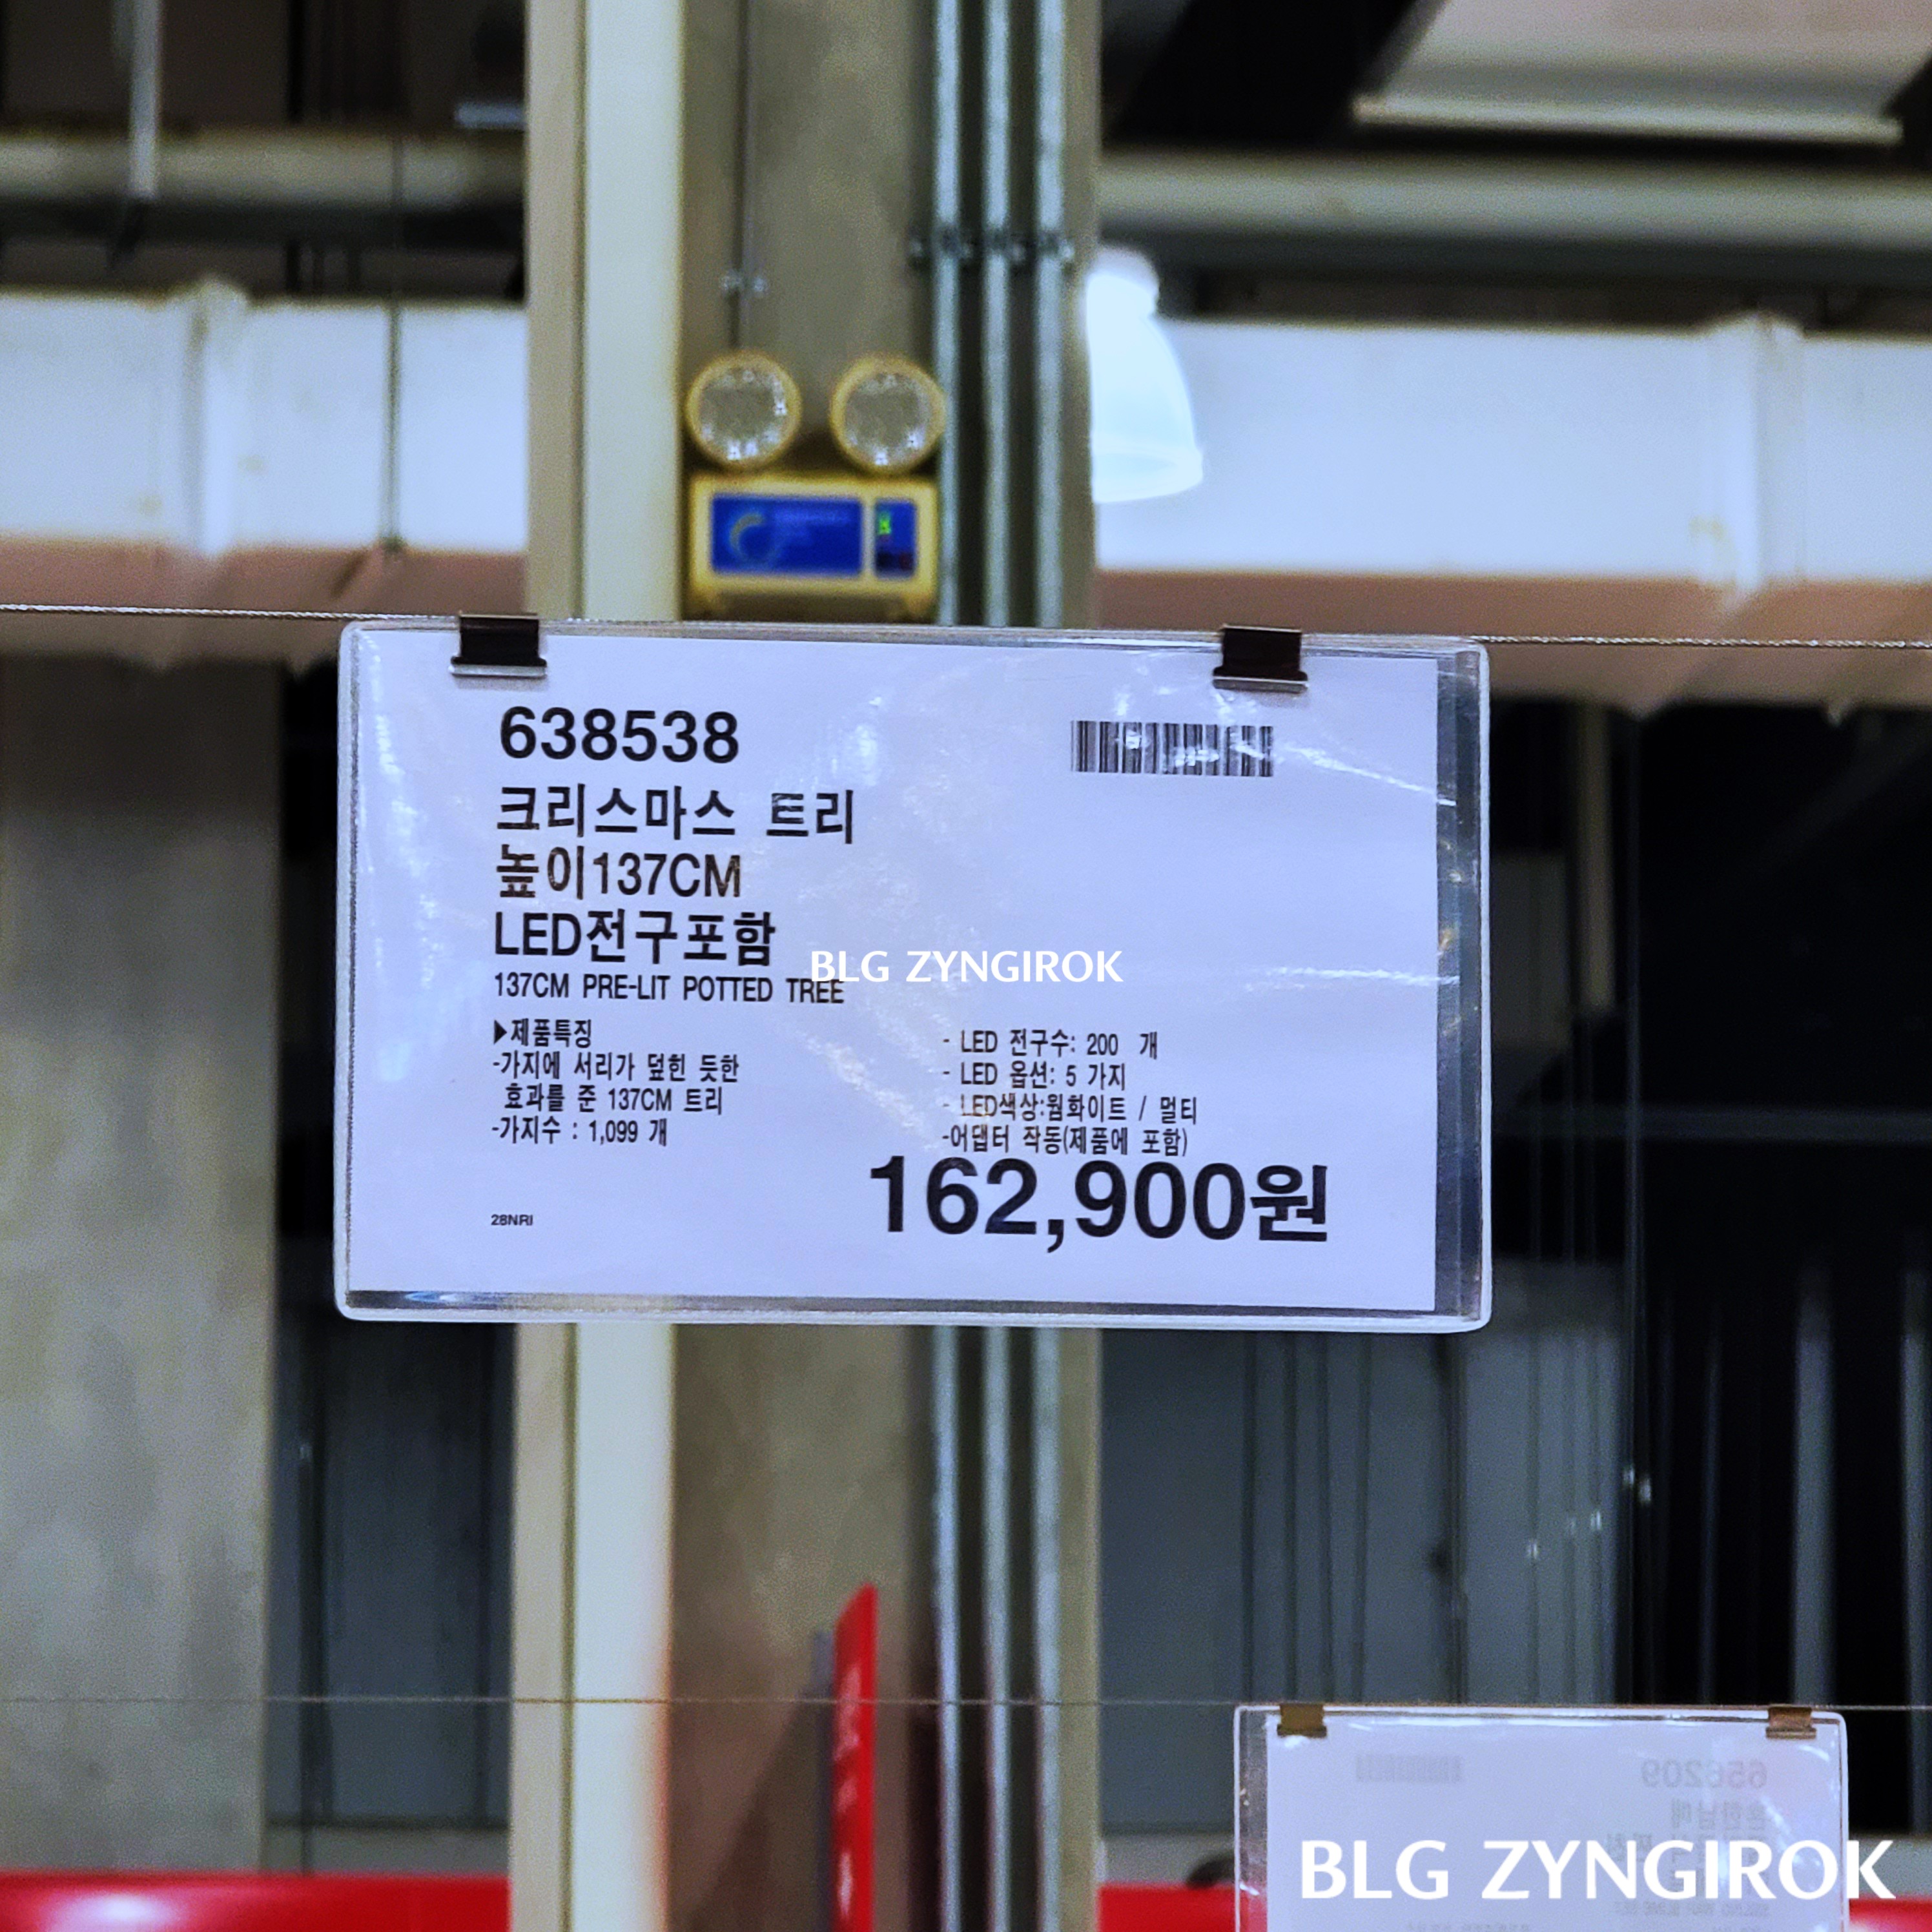 638538
크리스마스 트리
높이137CM
LED전구포함
137CM PRE-LIT POTTED TREE
BLG ZYNGIROK
▶제품특징
-가지에 서리가 덮힌 듯한
효과를 준 137CM 트리
-가지수 : 1,099 개
- LED 전구수: 200 개
- LED 옵션: 5 가지
- LED색상:웜화이트 / 멀티
-어댑터 작동(제품에 포함)
162,900원
28NRI
656209
BLG ZYNGIROK